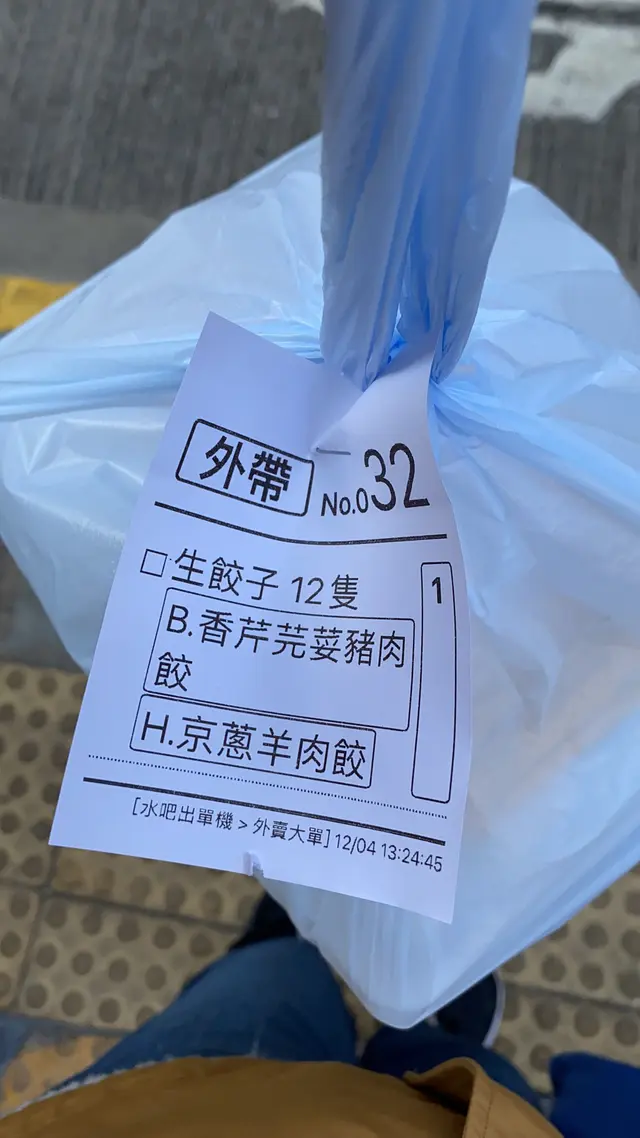 外帶 No.032
□生餃子 12隻 1
B.香芹芫荽豬肉
餃
H.京蔥羊肉餃
[水吧出單機 > 外賣大單] 12/04 13:24:45